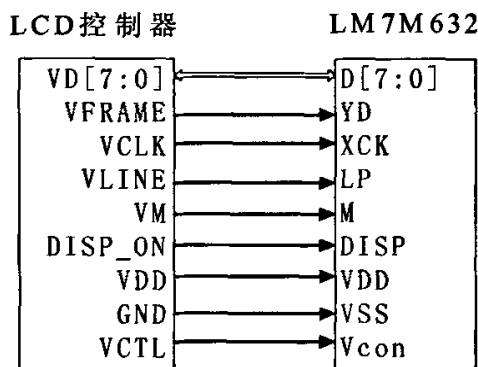 LCD控制器 LM7M632
VD[7:0] D[7:0]
VFRAME YD
VCLK XCK
VLINE LP
VM M
DISP_ON DISP
VDD VDD
GND VSS
VCTL Vcon